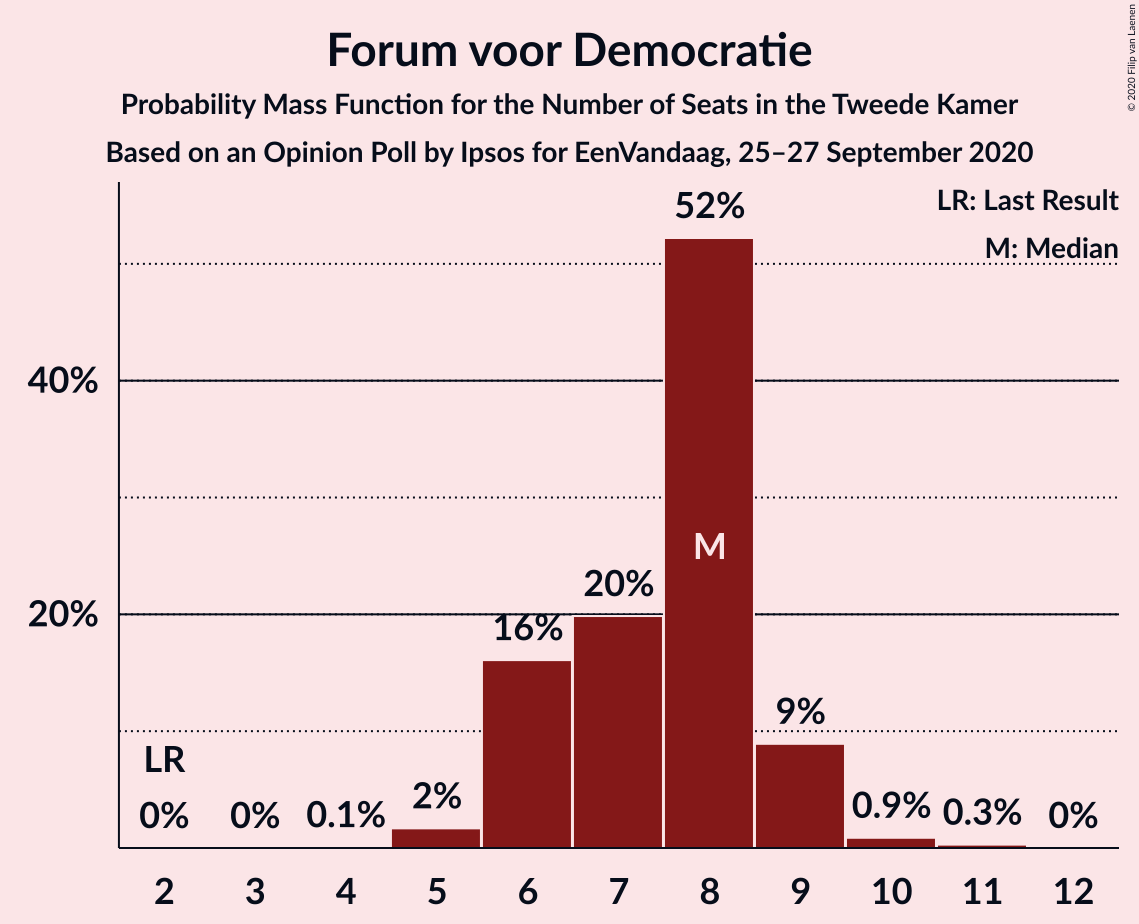 Forum voor Democratie
Probability Mass Function for the Number of Seats in the Tweede Kamer
Based on an Opinion Poll by Ipsos for EenVandaag, 25–27 September 2020
© 2020 Filip van Laenen
LR: Last Result
M: Median
52%
40%
M
20%
20%
16%
9%
LR
2%
0% 0% 0.1% 0.9% 0.3% 0%
2 3 4 5 6 7 8 9 10 11 12